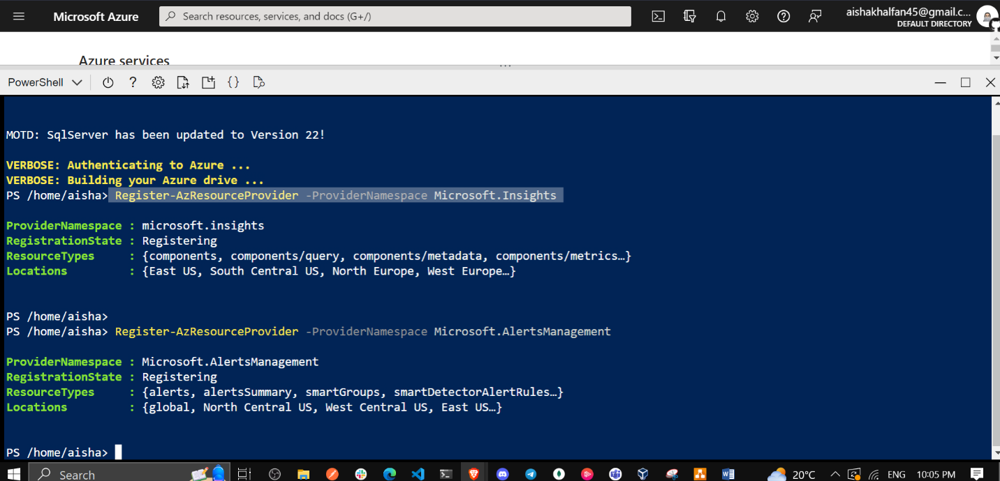 Microsoft Azure
Search resources, services, and docs (G+/)
aishakhalfan45@gmail.c...
DEFAULT DIRECTORY
Azure services
PowerShell
MOTD: SqlServer has been updated to Version 22!
VERBOSE: Authenticating to Azure ...
VERBOSE: Building your Azure drive ...
PS /home/aisha> Register-AzResourceProvider -ProviderNamespace Microsoft.Insights
ProviderNamespace : microsoft.insights
RegistrationState : Registering
ResourceTypes : {components, components/query, components/metadata, components/metrics…}
Locations : {East US, South Central US, North Europe, West Europe…}
PS /home/aisha>
PS /home/aisha> Register-AzResourceProvider -ProviderNamespace Microsoft.AlertsManagement
ProviderNamespace : Microsoft.AlertsManagement
RegistrationState : Registering
ResourceTypes : {alerts, alertsSummary, smartGroups, smartDetectorAlertRules…}
Locations : {global, North Central US, West Central US, East US…}
PS /home/aisha>
Search
20°C
ENG
10:05 PM